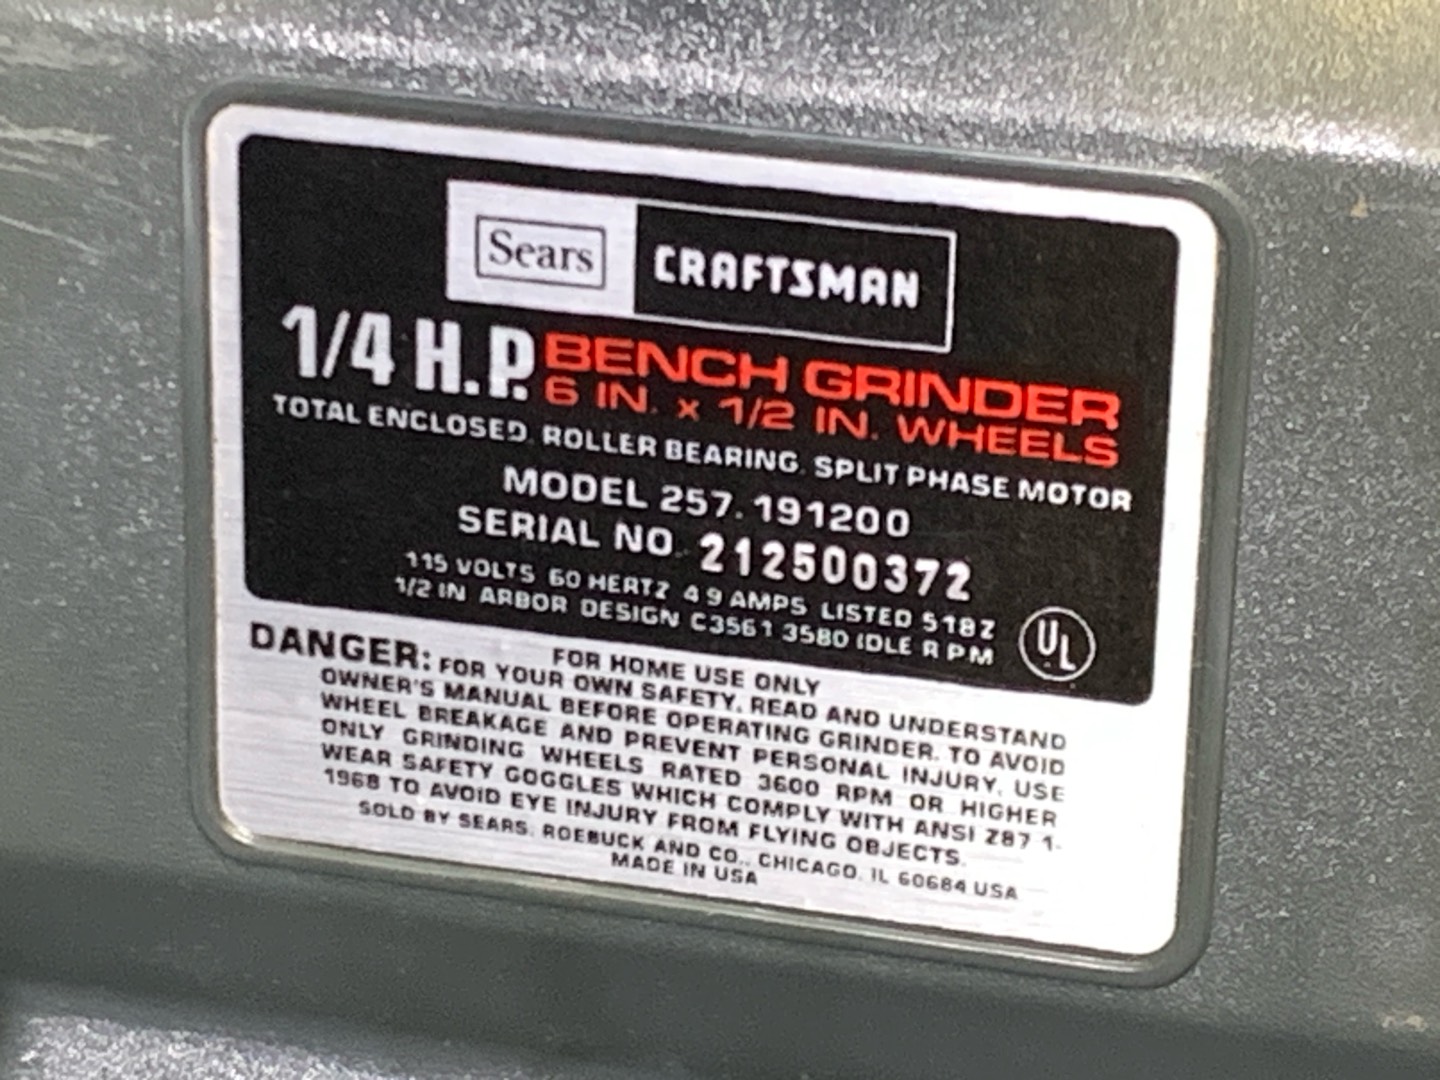 Sears CRAFTSMAN
1/4 H.P. BENCH GRINDER
6 IN. x 1/2 IN. WHEELS
TOTAL ENCLOSED. ROLLER BEARING. SPLIT PHASE MOTOR
MODEL 257.191200
SERIAL NO. 212500372
115 VOLTS 60 HERTZ 4.9 AMPS LISTED 518Z
1/2 IN ARBOR DESIGN C3561 3580 IDLE R P M
UL
FOR HOME USE ONLY
DANGER: FOR YOUR OWN SAFETY, READ AND UNDERSTAND
OWNER'S MANUAL BEFORE OPERATING GRINDER. TO AVOID
WHEEL BREAKAGE AND PREVENT PERSONAL INJURY, USE
ONLY GRINDING WHEELS RATED 3600 RPM OR HIGHER
WEAR SAFETY GOGGLES WHICH COMPLY WITH ANSI Z87 1-
1968 TO AVOID EYE INJURY FROM FLYING OBJECTS.
SOLD BY SEARS, ROEBUCK AND CO., CHICAGO, IL 60684 USA
MADE IN USA